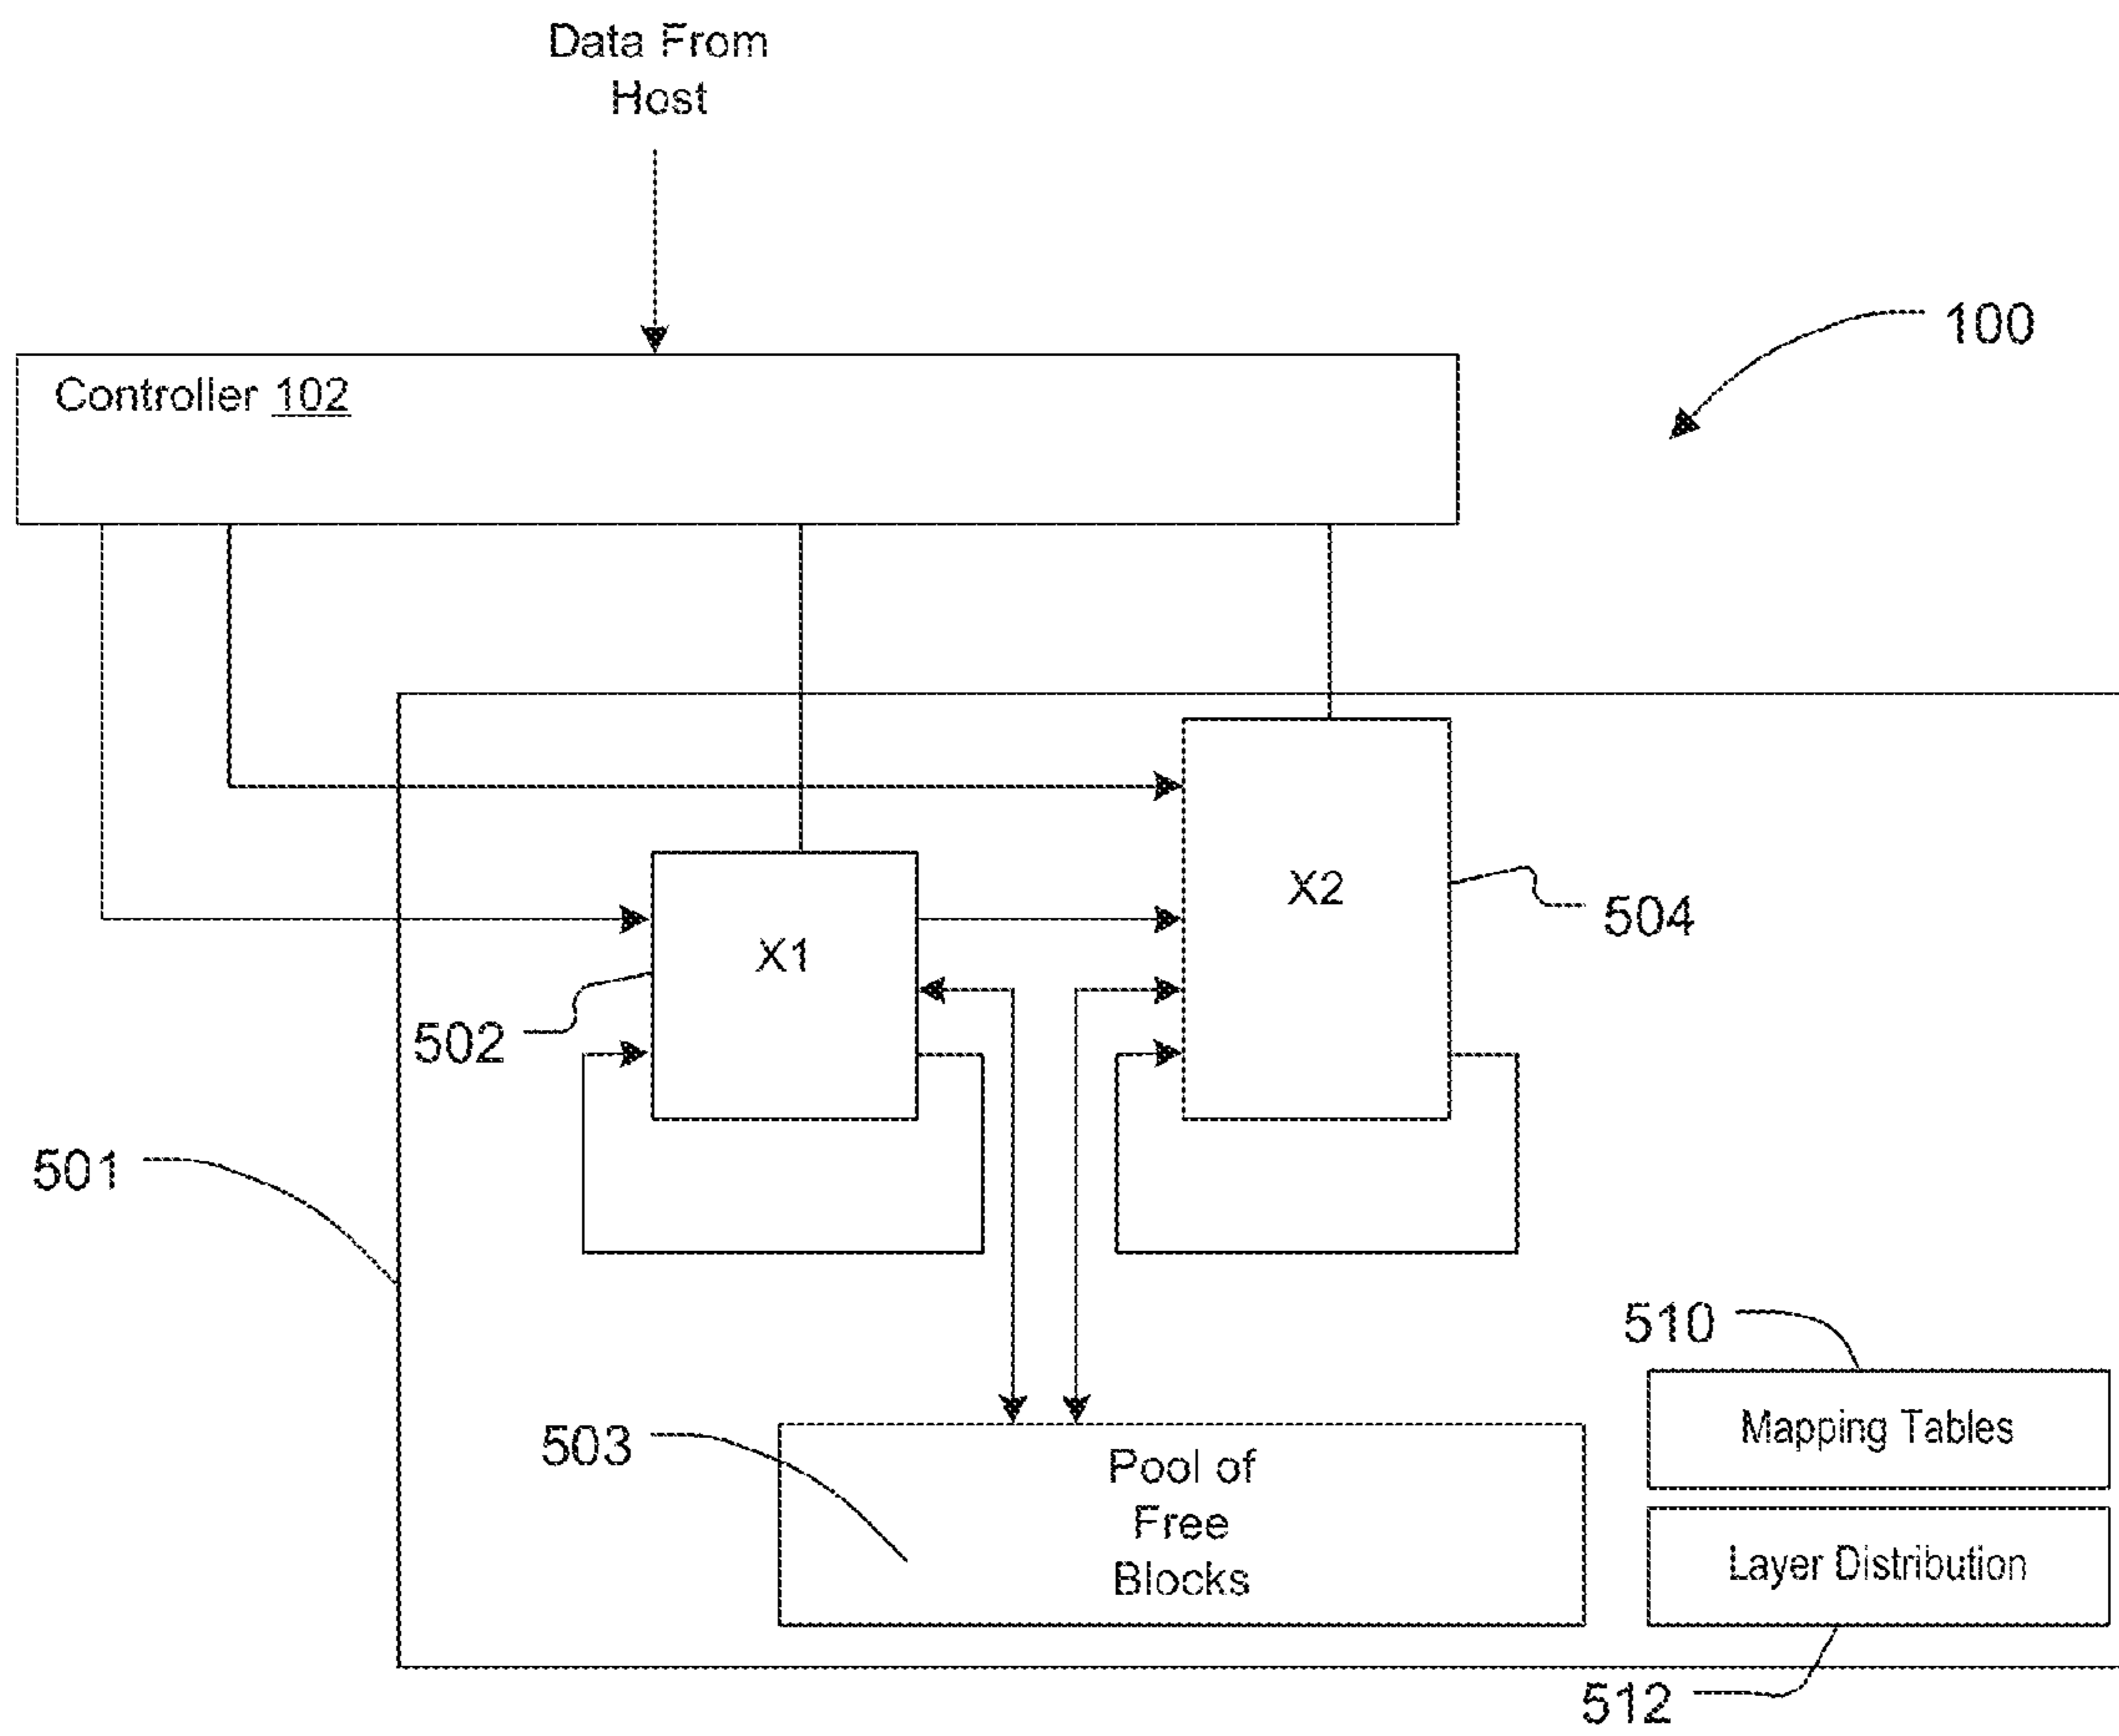 Data From
Host
100
Controller 102
X2
504
X1
502
501
510
Mapping Tables
503
Pool of
Free
Blocks
Layer Distribution
512